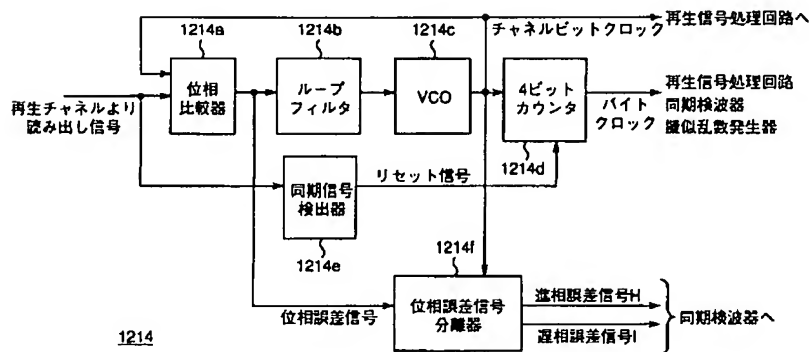 1214a
1214b
1214c
チャネルビットクロック
再生信号処理回路へ
再生チャネルより
読み出し信号
位相
比較器
ループ
フィルタ
VCO
4ビット
カウンタ
バイト
クロック
再生信号処理回路
同期検波器
擬似乱数発生器
1214d
リセット信号
同期信号
検出器
1214e
1214f
位相誤差信号
位相誤差信号
分離器
進相誤差信号H
遅相誤差信号I
同期検波器へ
1214